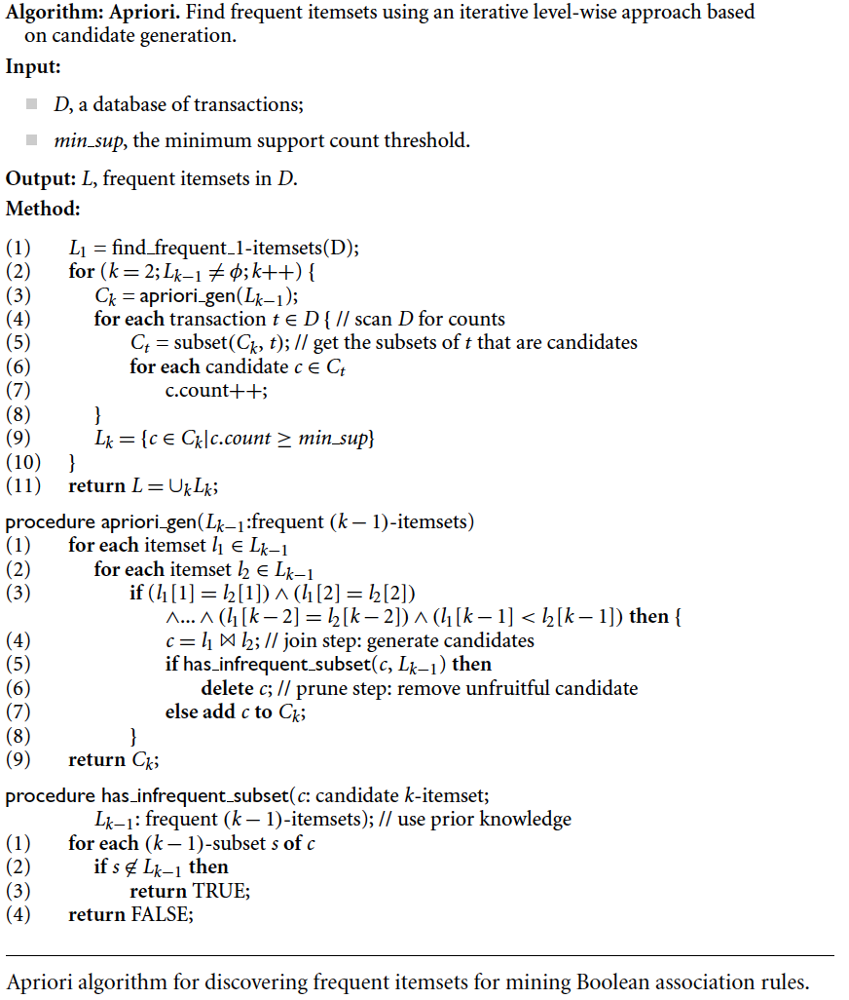 Algorithm: Apriori. Find frequent itemsets using an iterative level-wise approach based
on candidate generation.
Input:
D, a database of transactions;
min_sup, the minimum support count threshold.
Output: L, frequent itemsets in D.
Method:
(1) L₁ = find_frequent_1-itemsets(D);
(2) for (k = 2; Lₖ₋₁ ≠ ϕ; k++) {
(3) Cₖ = apriori_gen(Lₖ₋₁);
(4) for each transaction t ∈ D { // scan D for counts
(5) Cₜ = subset(Cₖ, t); // get the subsets of t that are candidates
(6) for each candidate c ∈ Cₜ
(7) c.count++;
(8) }
(9) Lₖ = {c ∈ Cₖ|c.count ≥ min_sup}
(10) }
(11) return L = ∪ₖLₖ;
procedure apriori_gen(Lₖ₋₁:frequent (k − 1)-itemsets)
(1) for each itemset l₁ ∈ Lₖ₋₁
(2) for each itemset l₂ ∈ Lₖ₋₁
(3) if (l₁[1] = l₂[1]) ∧ (l₁[2] = l₂[2])
∧... ∧ (l₁[k − 2] = l₂[k − 2]) ∧ (l₁[k − 1] < l₂[k − 1]) then {
(4) c = l₁ ⋈ l₂; // join step: generate candidates
(5) if has_infrequent_subset(c, Lₖ₋₁) then
(6) delete c; // prune step: remove unfruitful candidate
(7) else add c to Cₖ;
(8) }
(9) return Cₖ;
procedure has_infrequent_subset(c: candidate k-itemset;
Lₖ₋₁: frequent (k − 1)-itemsets); // use prior knowledge
(1) for each (k − 1)-subset s of c
(2) if s ∉ Lₖ₋₁ then
(3) return TRUE;
(4) return FALSE;
Apriori algorithm for discovering frequent itemsets for mining Boolean association rules.